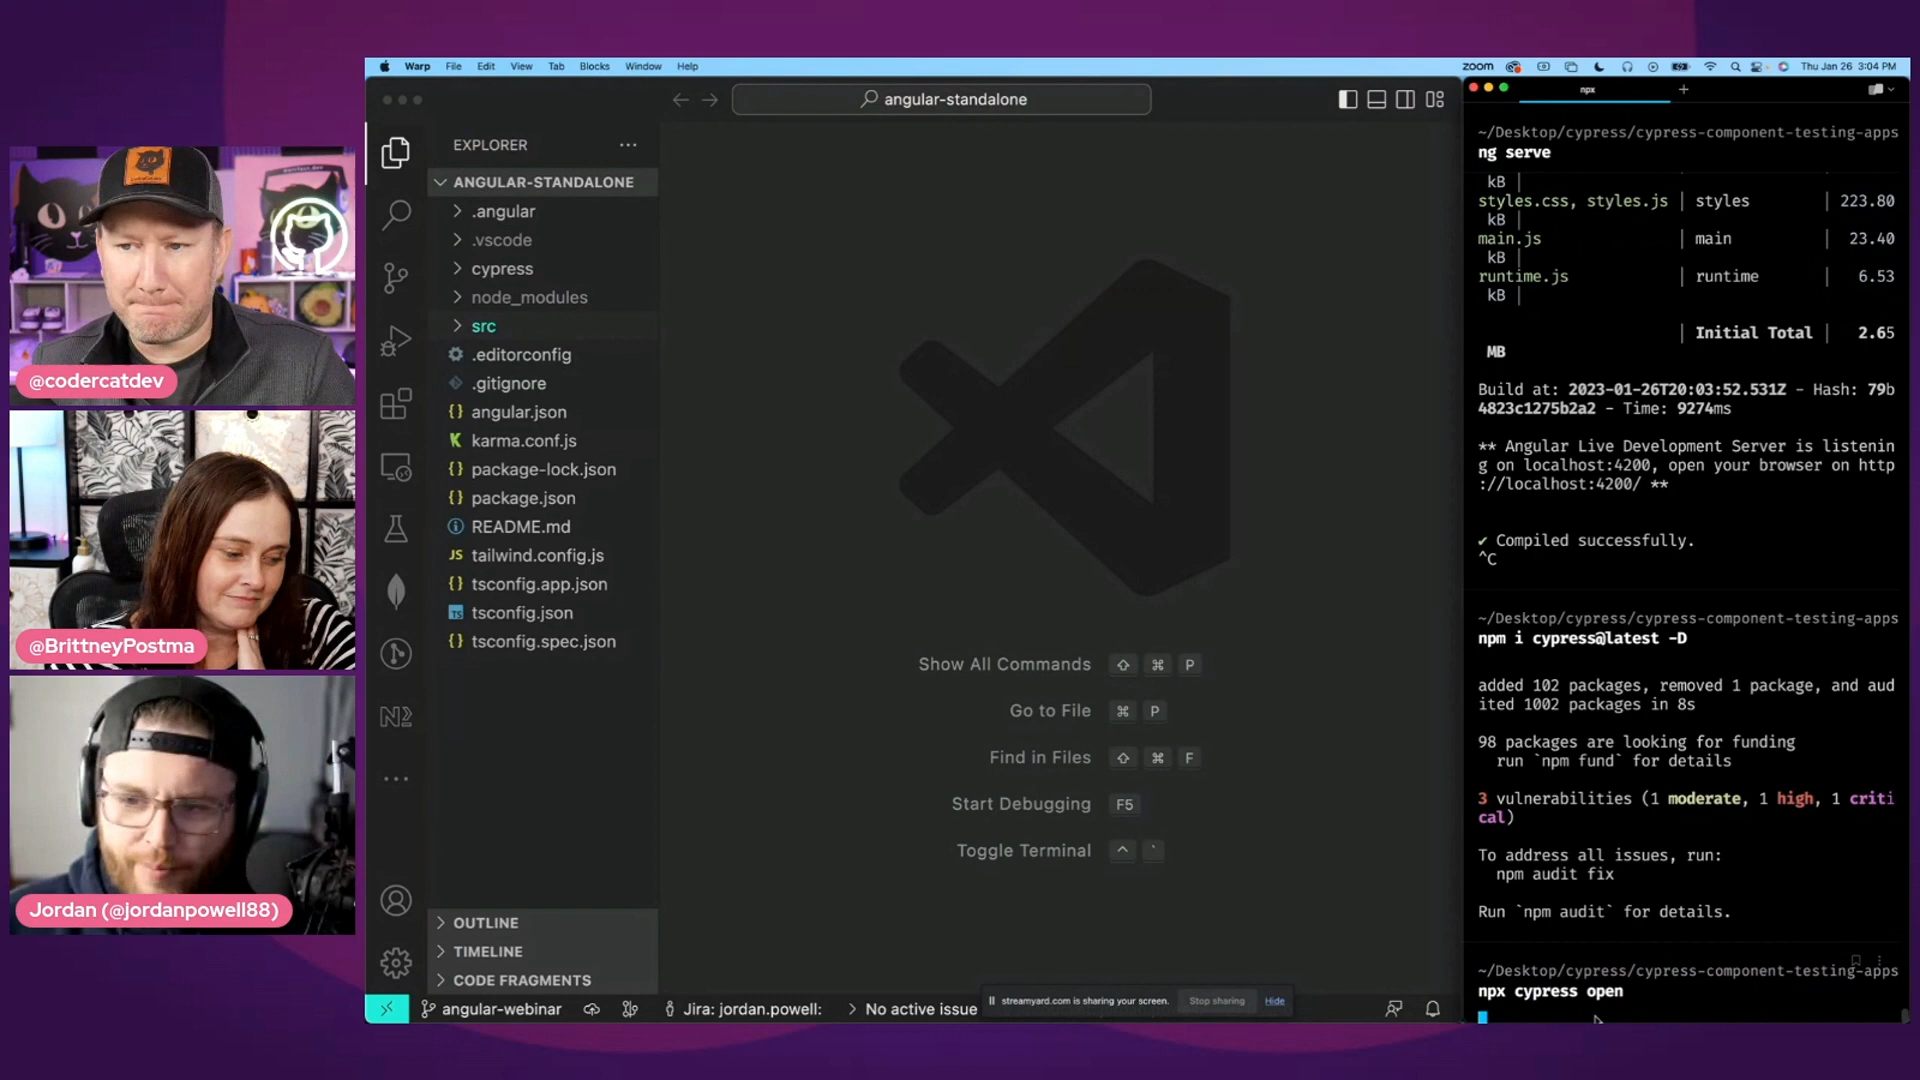 Warp File Edit View Tab Blocks Window Help
zoom Thu Jan 26 3:04 PM
angular-standalone
npx
EXPLORER
ANGULAR-STANDALONE
.angular
.vscode
cypress
node_modules
src
.editorconfig
.gitignore
{} angular.json
K karma.conf.js
{} package-lock.json
{} package.json
README.md
JS tailwind.config.js
{} tsconfig.app.json
TS tsconfig.json
{} tsconfig.spec.json
OUTLINE
TIMELINE
CODE FRAGMENTS
Show All Commands ⇧ ⌘ P
Go to File ⌘ P
Find in Files ⇧ ⌘ F
Start Debugging F5
Toggle Terminal ^ `
angular-webinar Jira: jordan.powell: No active issue
streamyard.com is sharing your screen. Stop sharing Hide
~/Desktop/cypress/cypress-component-testing-apps
ng serve
kB |
styles.css, styles.js | styles | 223.80
kB |
main.js | main | 23.40
kB |
runtime.js | runtime | 6.53
kB |
| Initial Total | 2.65
MB
Build at: 2023-01-26T20:03:52.531Z - Hash: 79b
4823c1275b2a2 - Time: 9274ms
** Angular Live Development Server is listenin
g on localhost:4200, open your browser on http
://localhost:4200/ **
✔ Compiled successfully.
^C
~/Desktop/cypress/cypress-component-testing-apps
npm i cypress@latest -D
added 102 packages, removed 1 package, and aud
ited 1002 packages in 8s
98 packages are looking for funding
run `npm fund` for details
3 vulnerabilities (1 moderate, 1 high, 1 criti
cal)
To address all issues, run:
npm audit fix
Run `npm audit` for details.
~/Desktop/cypress/cypress-component-testing-apps
npx cypress open
@codercatdev
@BrittneyPostma
Jordan (@jordanpowell88)